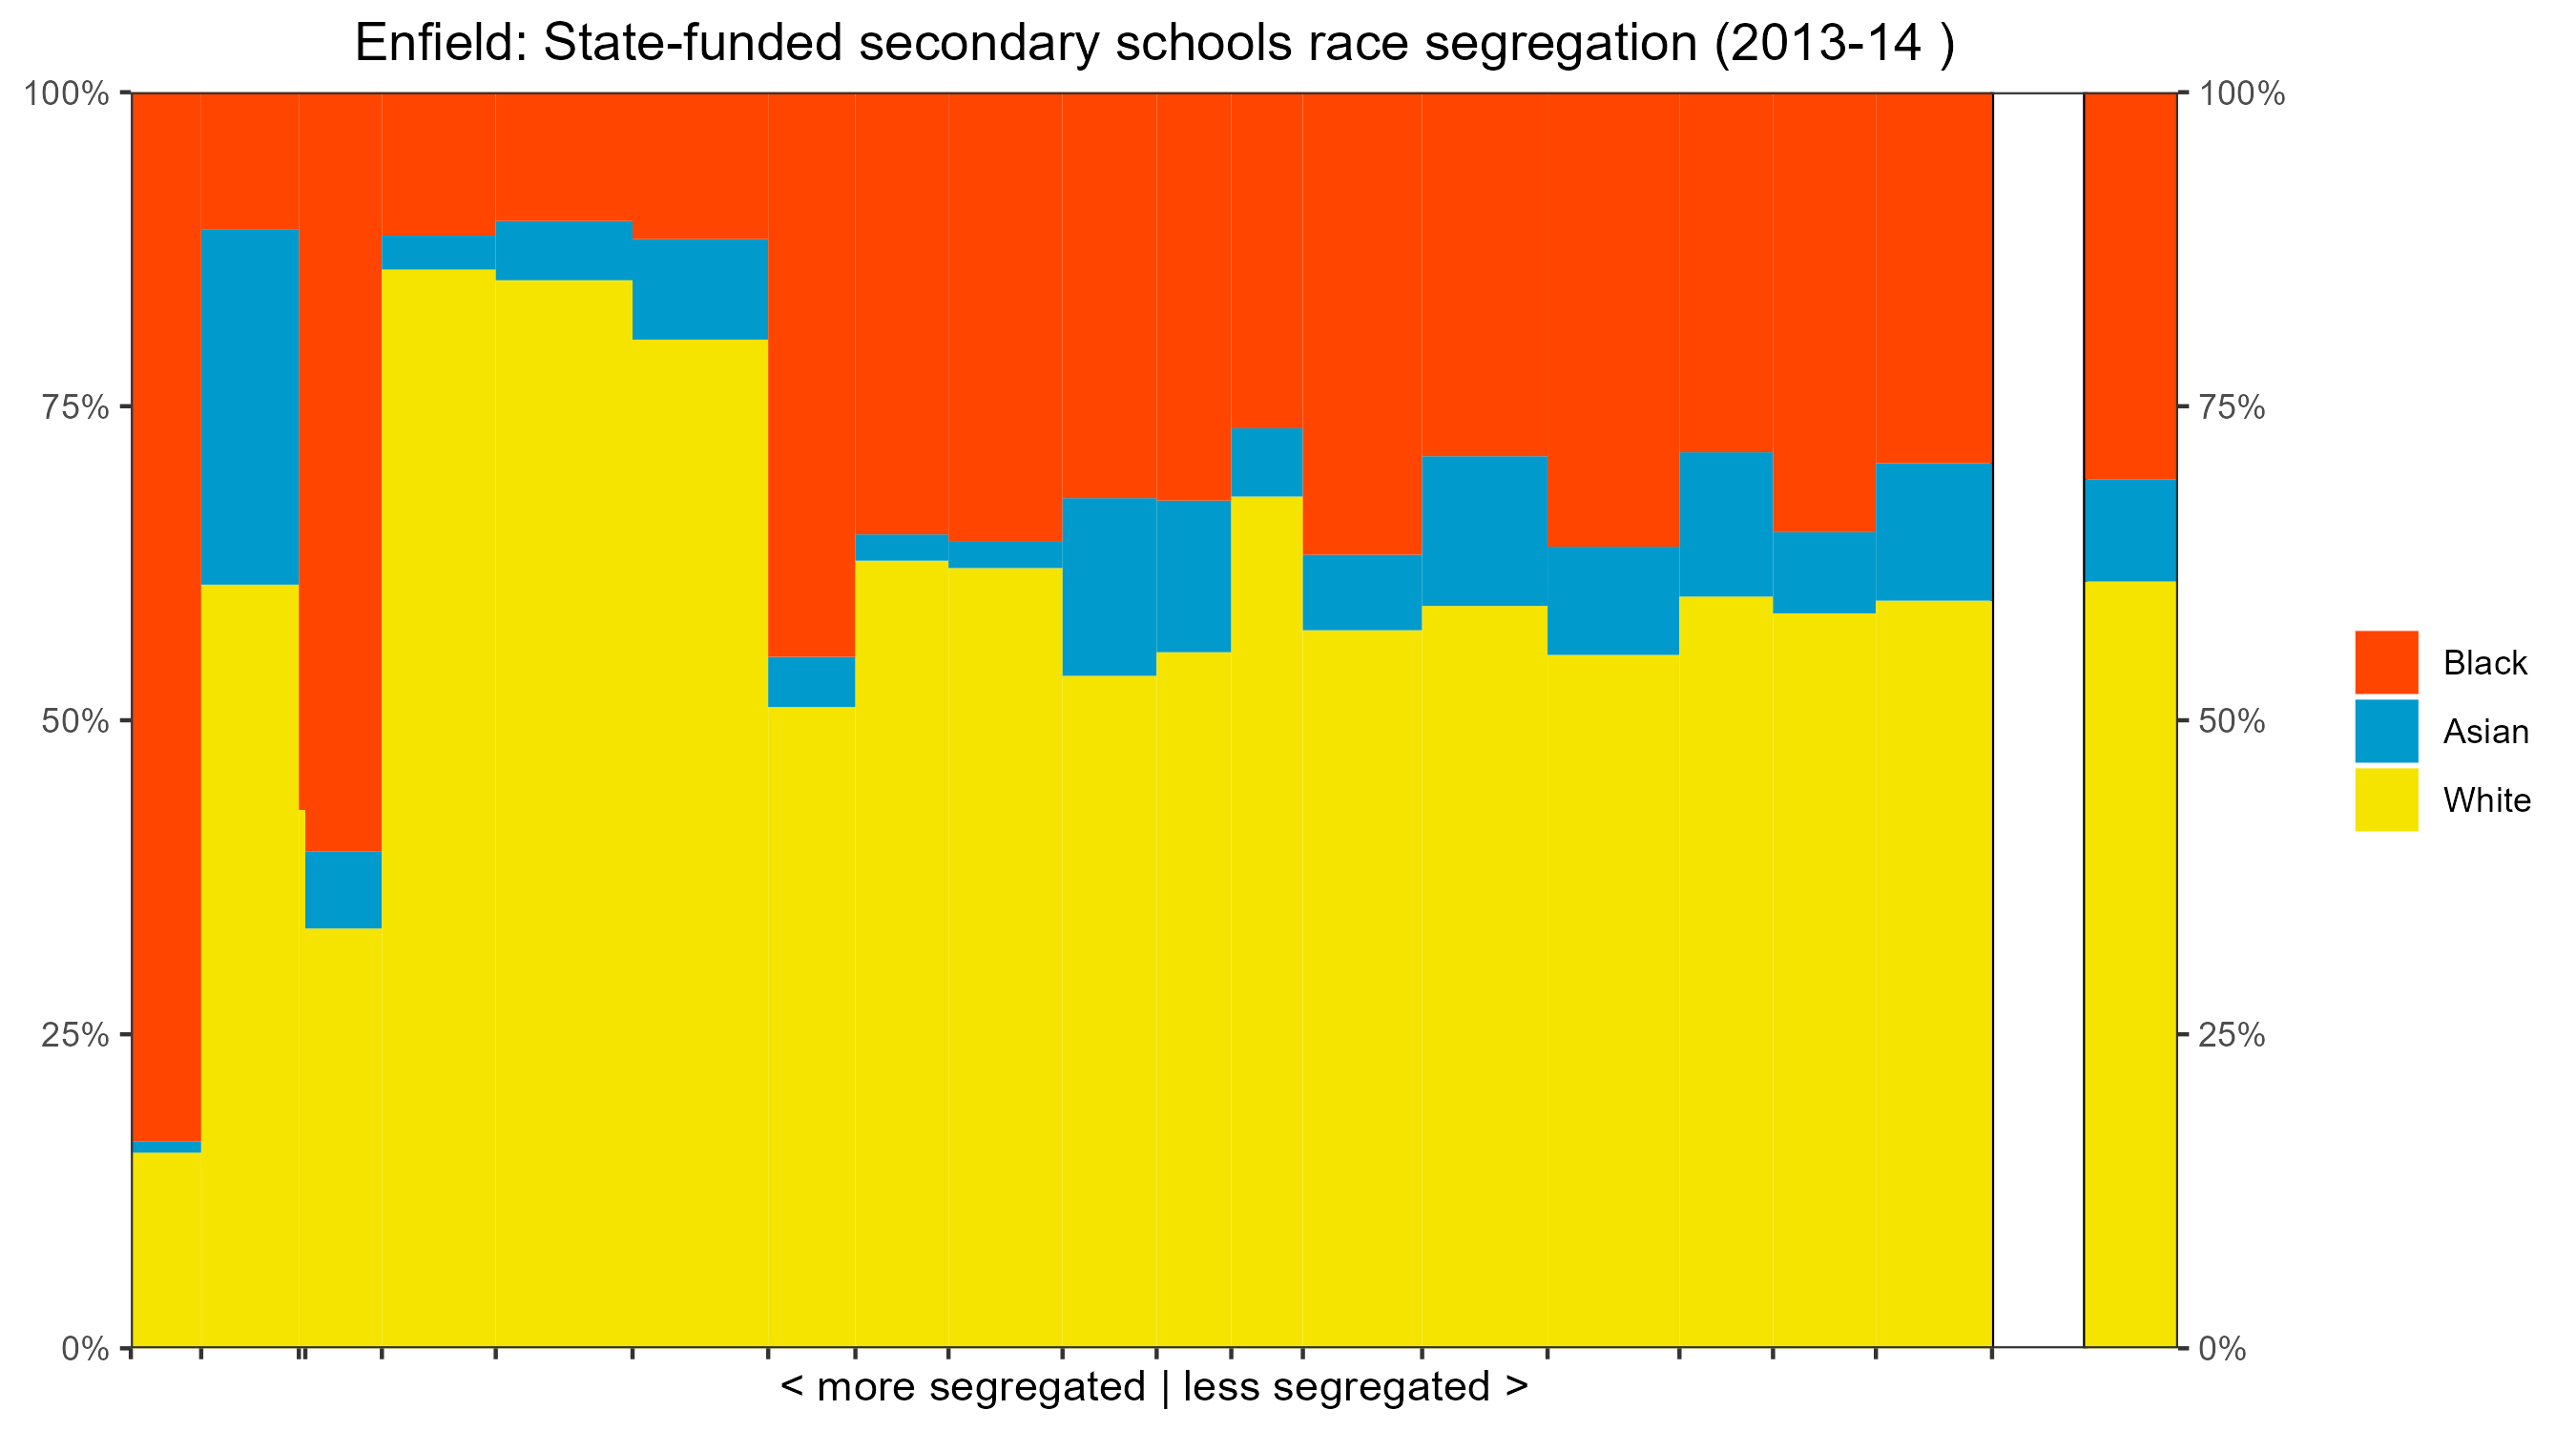 Enfield: State-funded secondary schools race segregation (2013-14 )
100%
75%
50%
25%
0%
100%
75%
50%
25%
0%
Black
Asian
White
< more segregated | less segregated >